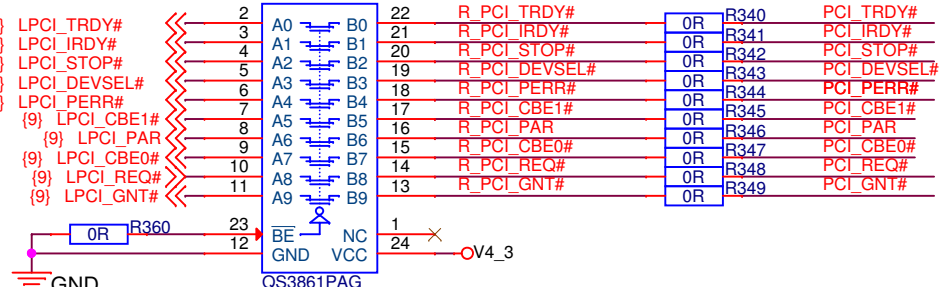 LPCI_TRDY# 2 A0 B0 22 R_PCI_TRDY# 0R R340 PCI_TRDY#
LPCI_IRDY# 3 A1 B1 21 R_PCI_IRDY# 0R R341 PCI_IRDY#
LPCI_STOP# 4 A2 B2 20 R_PCI_STOP# 0R R342 PCI_STOP#
LPCI_DEVSEL# 5 A3 B3 19 R_PCI_DEVSEL# 0R R343 PCI_DEVSEL#
LPCI_PERR# 6 A4 B4 18 R_PCI_PERR# 0R R344 PCI_PERR#
{9} LPCI_CBE1# 7 A5 B5 17 R_PCI_CBE1# 0R R345 PCI_CBE1#
{9} LPCI_PAR 8 A6 B6 16 R_PCI_PAR 0R R346 PCI_PAR
{9} LPCI_CBE0# 9 A7 B7 15 R_PCI_CBE0# 0R R347 PCI_CBE0#
{9} LPCI_REQ# 10 A8 B8 14 R_PCI_REQ# 0R R348 PCI_REQ#
{9} LPCI_GNT# 11 A9 B9 13 R_PCI_GNT# 0R R349 PCI_GNT#
0R R360 23 BE NC 1
12 GND VCC 24 V4_3
GND QS3861PAG